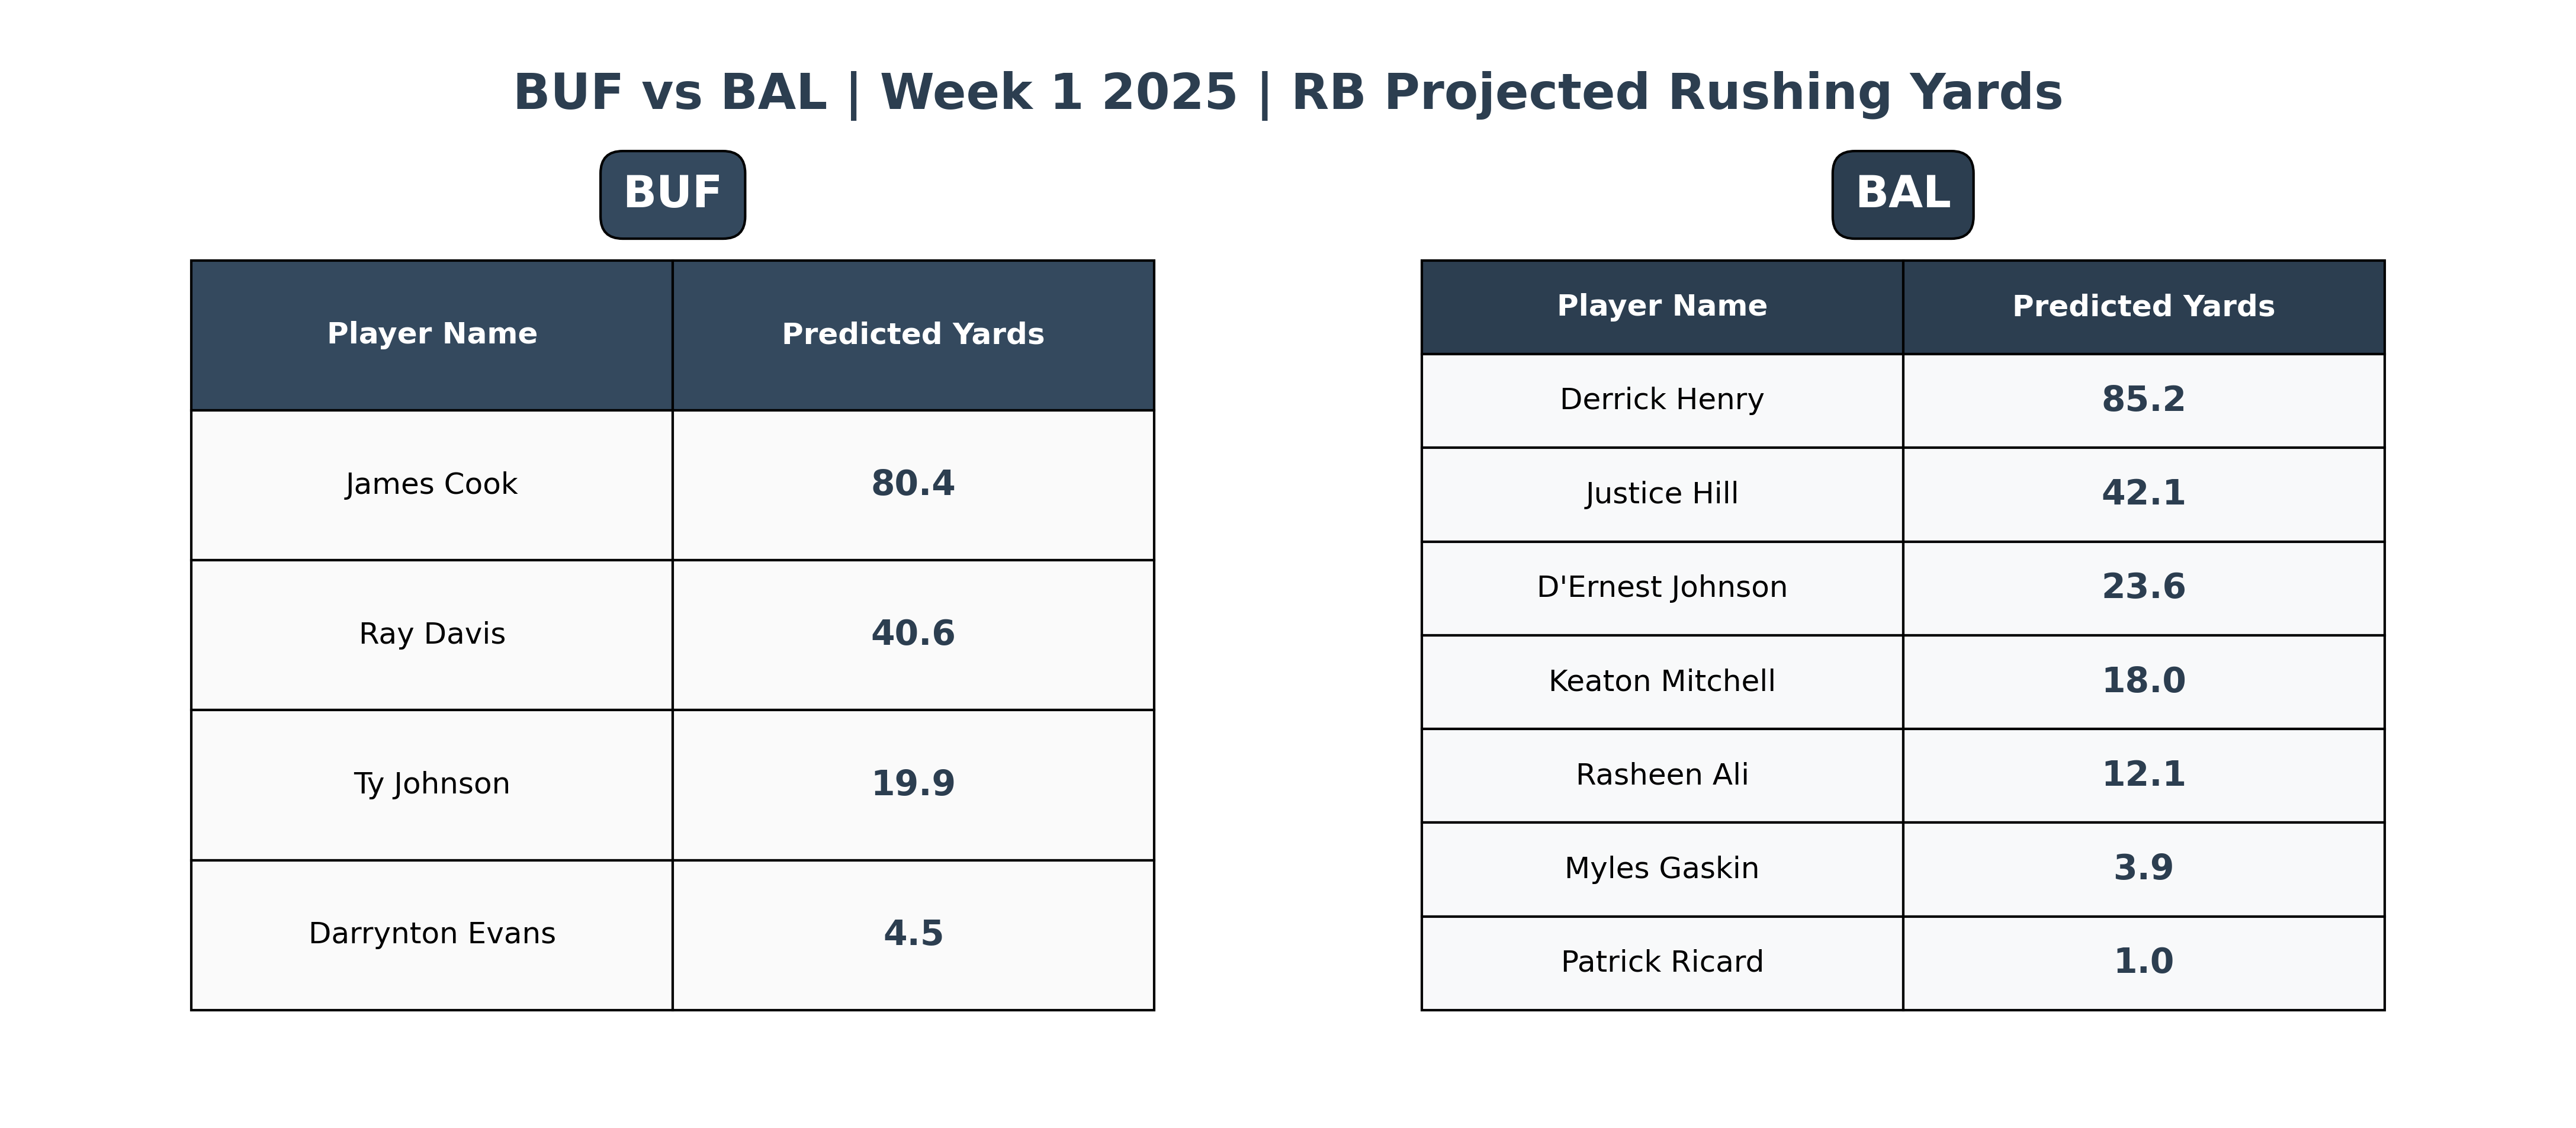 BUF vs BAL | Week 1 2025 | RB Projected Rushing Yards
BUF
Player Name Predicted Yards
James Cook 80.4
Ray Davis 40.6
Ty Johnson 19.9
Darrynton Evans 4.5
BAL
Player Name Predicted Yards
Derrick Henry 85.2
Justice Hill 42.1
D'Ernest Johnson 23.6
Keaton Mitchell 18.0
Rasheen Ali 12.1
Myles Gaskin 3.9
Patrick Ricard 1.0